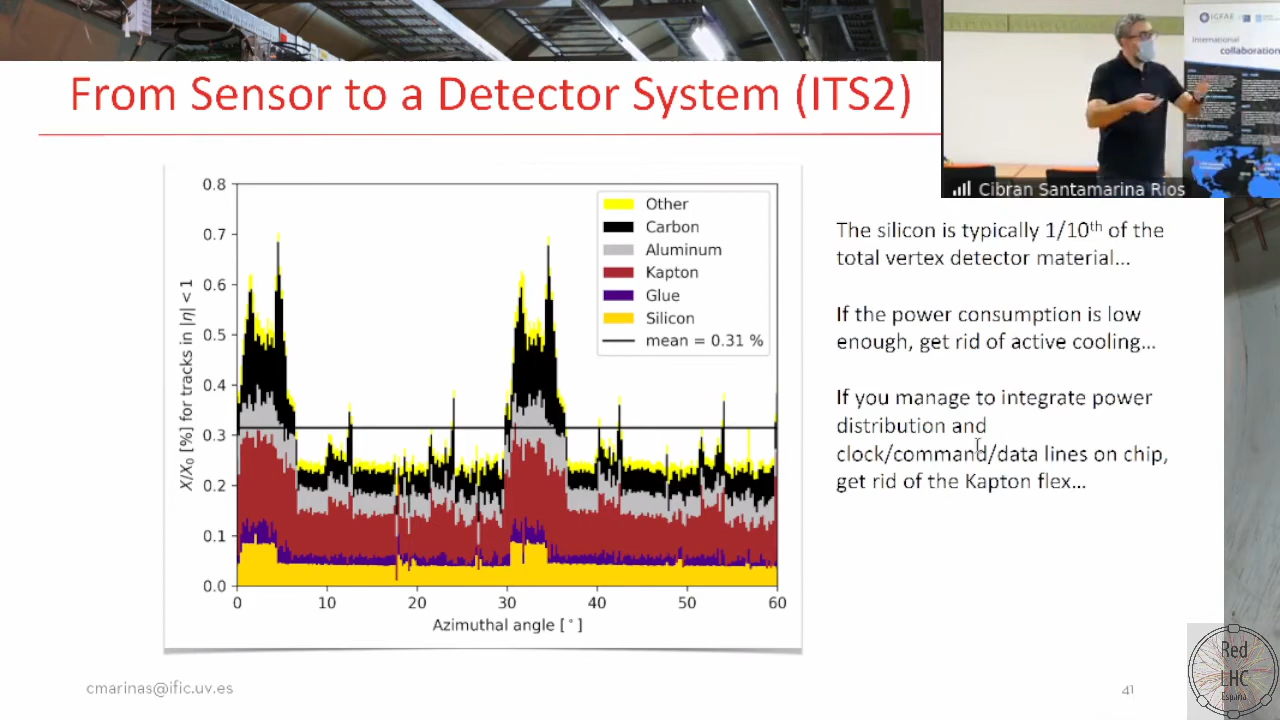 From Sensor to a Detector System (ITS2)
IGFAE
International
collaboration
Cibran Santamarina Rios
0.8
0.7
0.6
0.5
0.4
0.3
0.2
0.1
0.0
X/X₀ [%] for tracks in |η| < 1
Other
Carbon
Aluminum
Kapton
Glue
Silicon
mean = 0.31 %
0 10 20 30 40 50 60
Azimuthal angle [°]
The silicon is typically 1/10th of the
total vertex detector material...
If the power consumption is low
enough, get rid of active cooling...
If you manage to integrate power
distribution and
clock/command/data lines on chip,
get rid of the Kapton flex...
cmarinas@ific.uv.es
41
Red
LHC
España